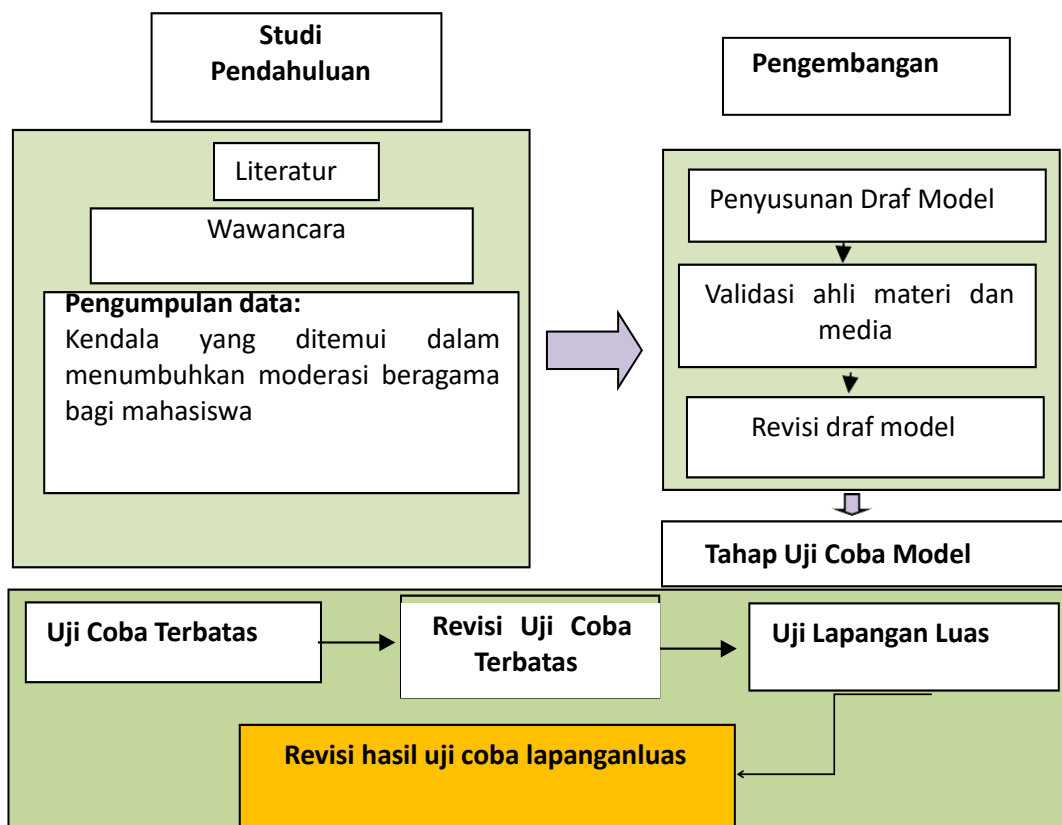 Studi
Pendahuluan
Pengembangan
Literatur
Wawancara
Pengumpulan data:
Kendala yang ditemui dalam
menumbuhkan moderasi beragama
bagi mahasiswa
Penyusunan Draf Model
Validasi ahli materi dan
media
Revisi draf model
Tahap Uji Coba Model
Uji Coba Terbatas
Revisi Uji Coba
Terbatas
Uji Lapangan Luas
Revisi hasil uji coba lapanganluas